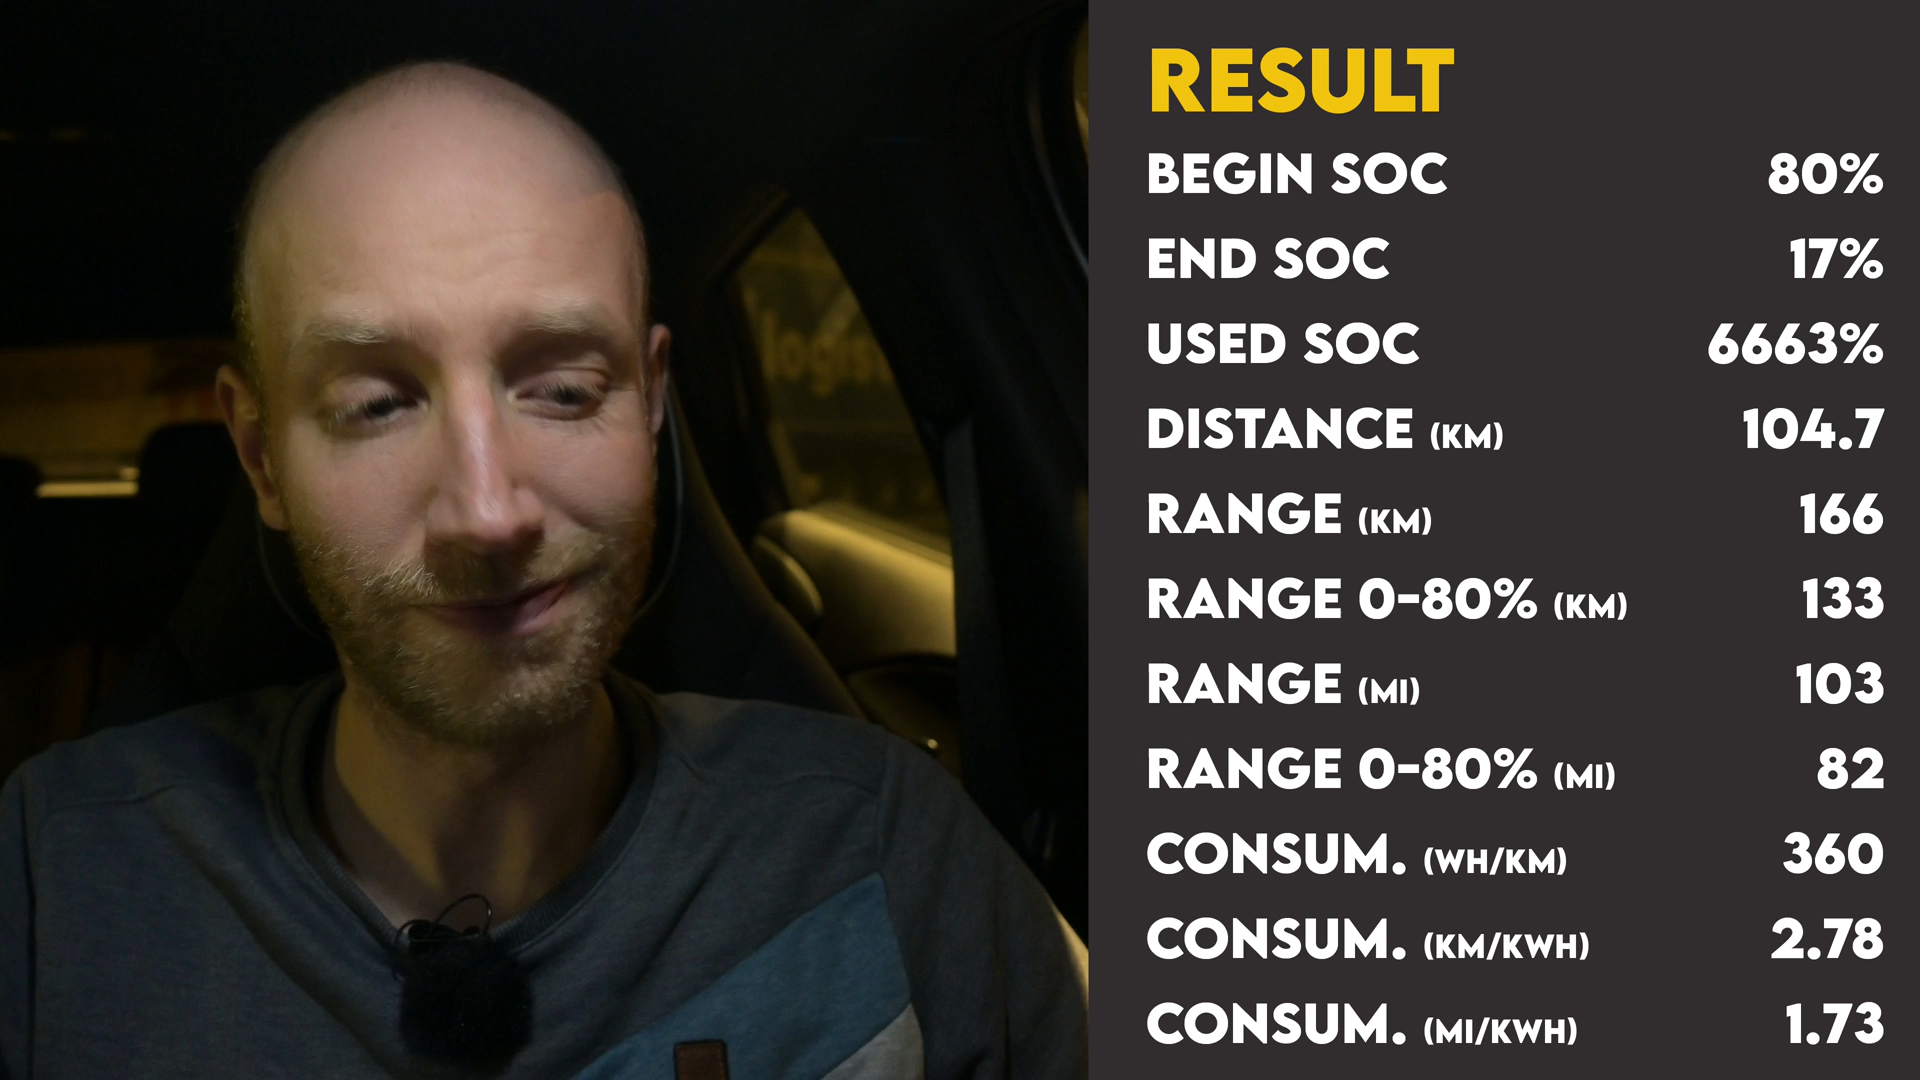 RESULT
BEGIN SOC 80%
END SOC 17%
USED SOC 6663%
DISTANCE (KM) 104.7
RANGE (KM) 166
RANGE 0-80% (KM) 133
RANGE (MI) 103
RANGE 0-80% (MI) 82
CONSUM. (WH/KM) 360
CONSUM. (KM/KWH) 2.78
CONSUM. (MI/KWH) 1.73